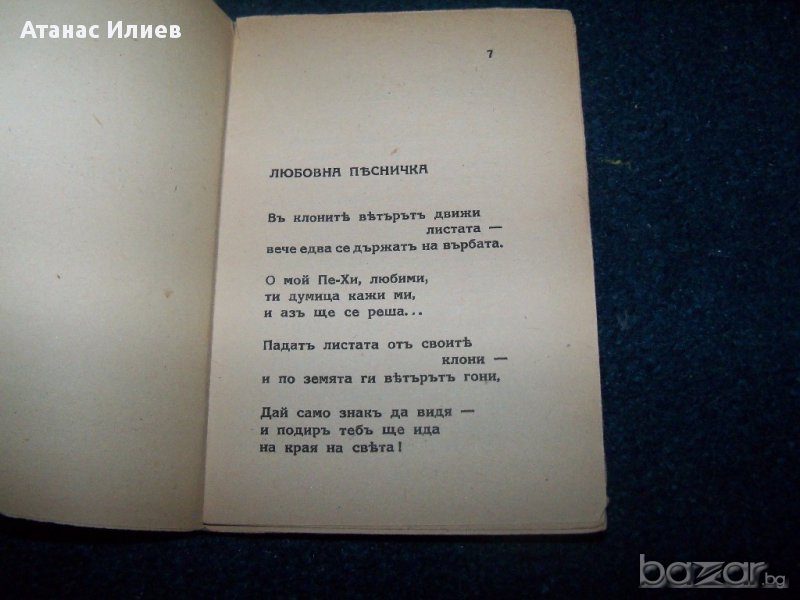 Атанас Илиев
7
ЛЮБОВНА ПѢСНИЧКА
Въ клонитѣ вѣтърътъ движи
листата —
вече едва се държатъ на върбата.
О мой Пе-Хи, любими,
ти думица кажи ми,
и азъ ще се реша...
Падатъ листата отъ своитѣ
клони —
и по земята ги вѣтърътъ гони,
Дай само знакъ да видя —
и подиръ тебъ ще ида
на края на свѣта!
bazar.bg